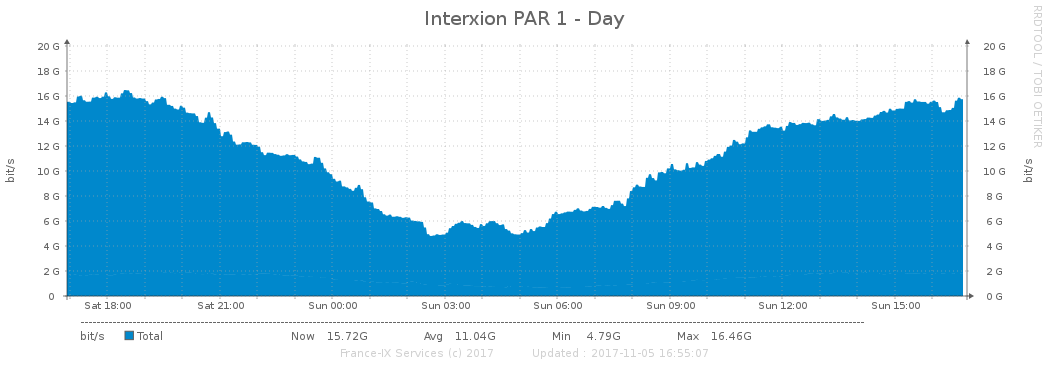 Interxion PAR 1 - Day
RRDTOOL / TOBI OETIKER
20 G 20 G
18 G 18 G
16 G 16 G
14 G 14 G
12 G 12 G
10 G 10 G
8 G 8 G
6 G 6 G
4 G 4 G
2 G 2 G
0 0 G
bit/s
bit/s
Sat 18:00 Sat 21:00 Sun 00:00 Sun 03:00 Sun 06:00 Sun 09:00 Sun 12:00 Sun 15:00
bit/s Total Now 15.72G Avg 11.04G Min 4.79G Max 16.46G
France-IX Services (c) 2017 Updated : 2017-11-05 16:55:07